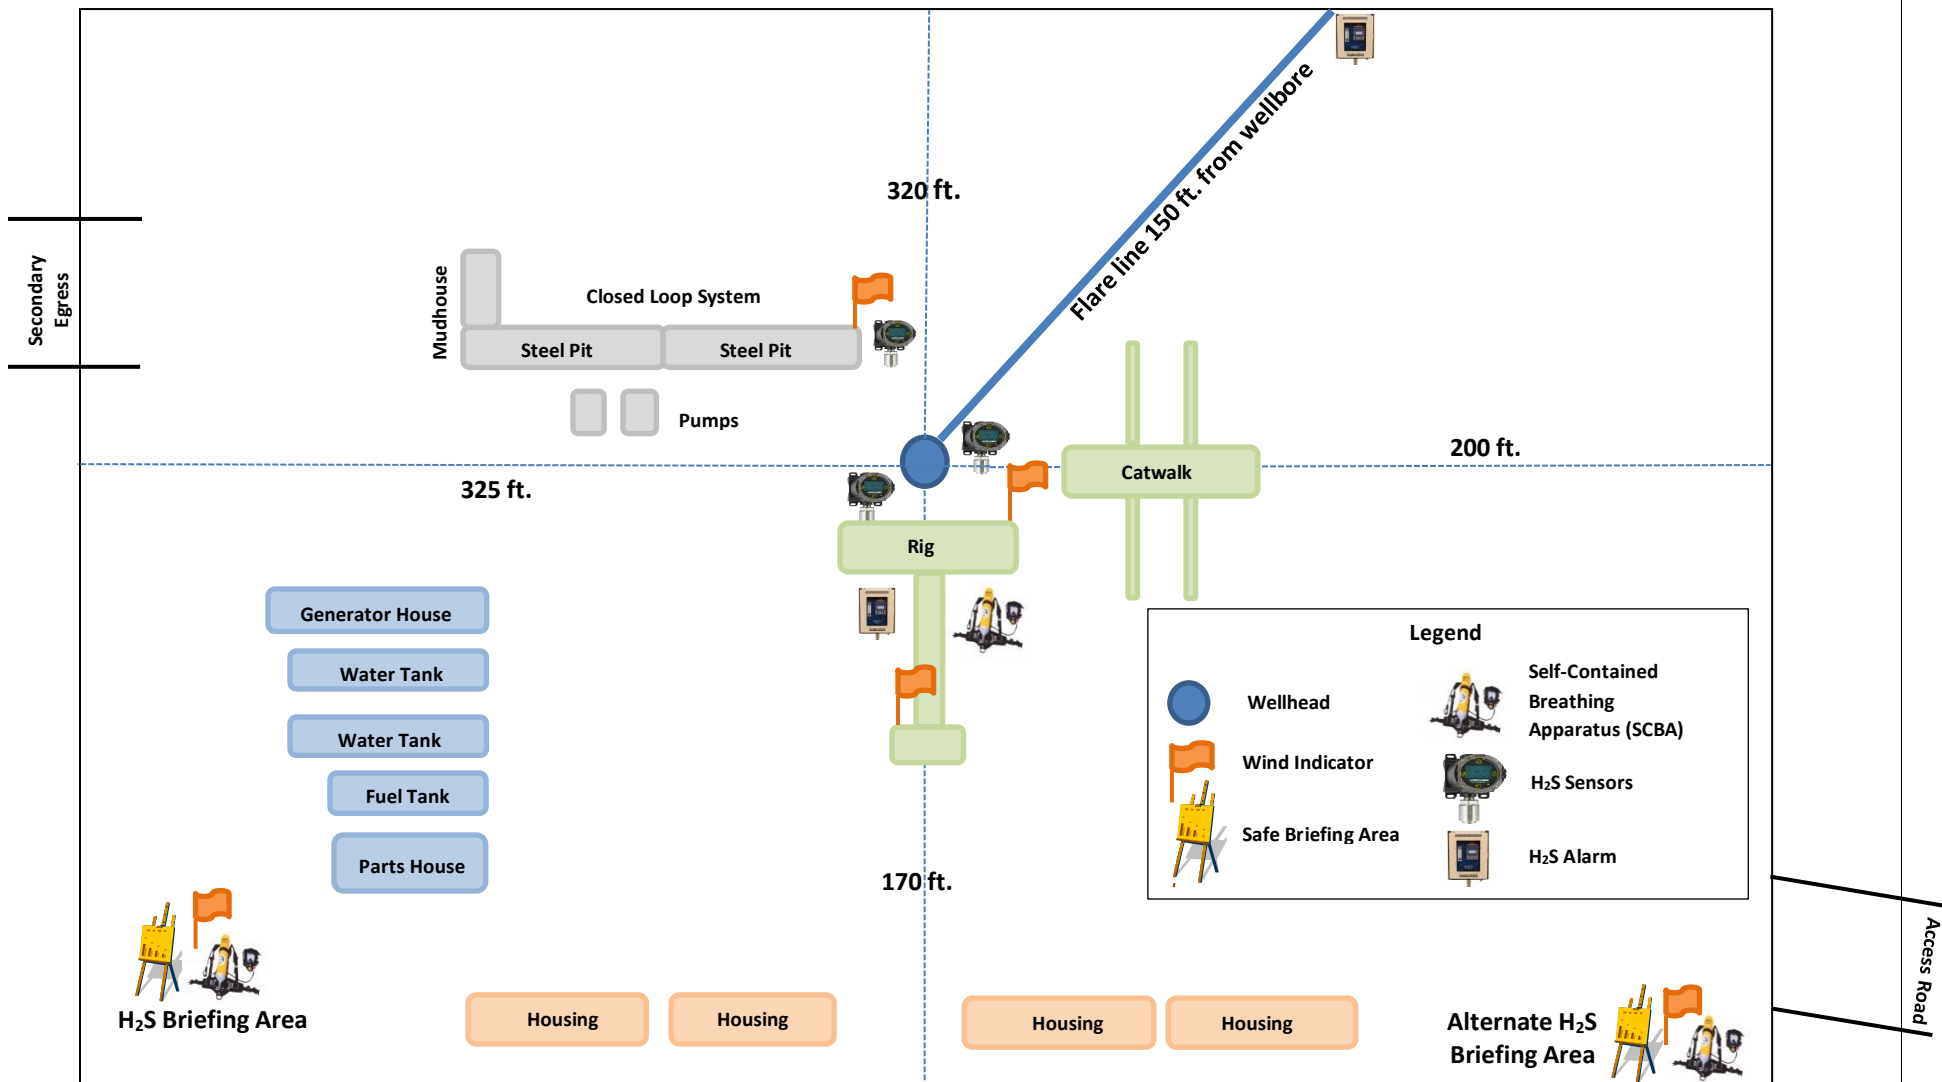 320 ft.
Flare line 150 ft. from wellbore
Secondary
Egress
Mudhouse
Closed Loop System
Steel Pit
Steel Pit
Pumps
325 ft.
200 ft.
Catwalk
Rig
Generator House
Water Tank
Water Tank
Fuel Tank
Parts House
170 ft.
Legend
Wellhead
Wind Indicator
Safe Briefing Area
Self-Contained
Breathing
Apparatus (SCBA)
H₂S Sensors
H₂S Alarm
Access Road
H₂S Briefing Area
Housing
Housing
Housing
Housing
Alternate H₂S
Briefing Area